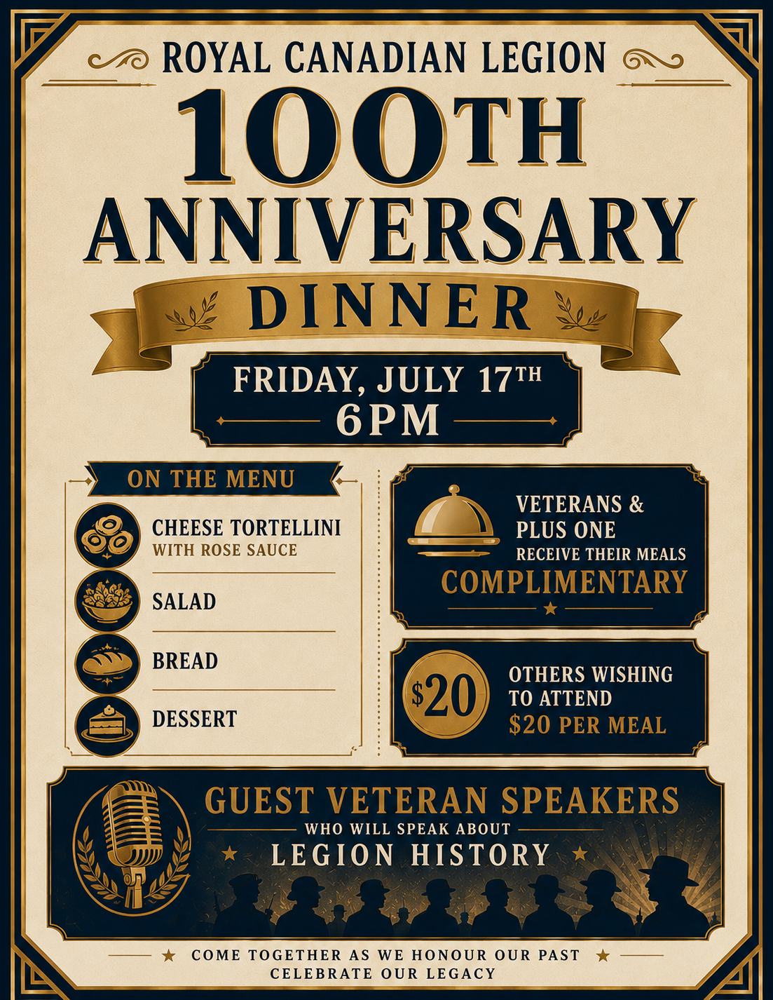 ROYAL CANADIAN LEGION
100TH
ANNIVERSARY
DINNER
FRIDAY, JULY 17TH
6PM
ON THE MENU
CHEESE TORTELLINI
WITH ROSE SAUCE
SALAD
BREAD
DESSERT
VETERANS &
PLUS ONE
RECEIVE THEIR MEALS
COMPLIMENTARY
$20
OTHERS WISHING
TO ATTEND
$20 PER MEAL
GUEST VETERAN SPEAKERS
WHO WILL SPEAK ABOUT
LEGION HISTORY
COME TOGETHER AS WE HONOUR OUR PAST
CELEBRATE OUR LEGACY